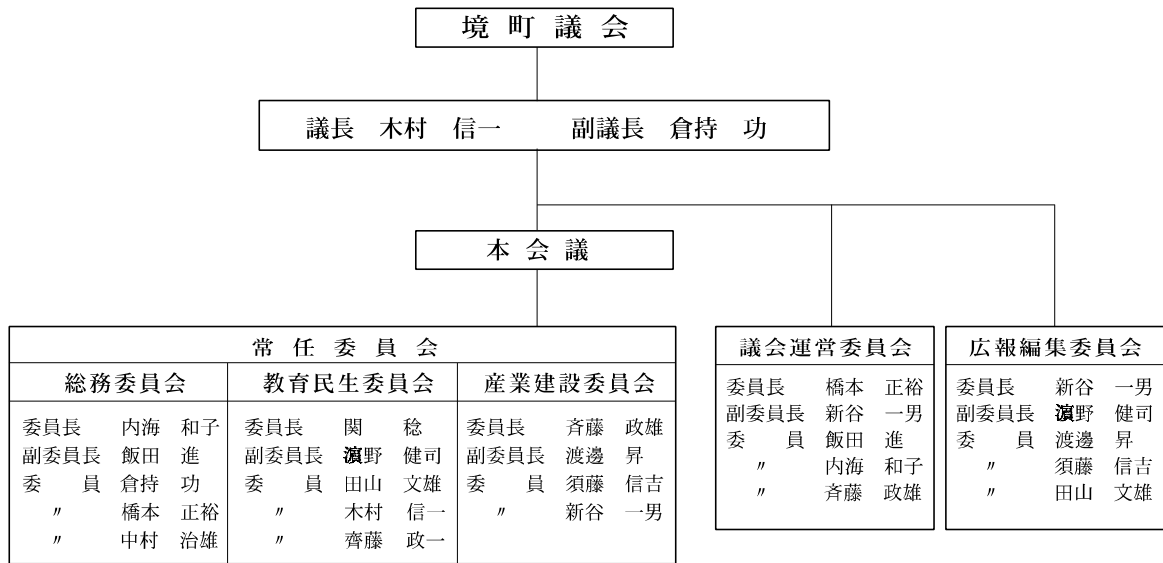 境町議会
議長 木村 信一 副議長 倉持 功
本会議
常任委員会
総務委員会
委員長 内海 和子
副委員長 飯田 進
委員 倉持 功
〃 橋本 正裕
〃 中村 治雄
教育民生委員会
委員長 関 稔
副委員長 濵野 健司
委員 田山 文雄
〃 木村 信一
〃 齊藤 政一
産業建設委員会
委員長 斉藤 政雄
副委員長 渡邊 昇
委員 須藤 信吉
〃 新谷 一男
議会運営委員会
委員長 橋本 正裕
副委員長 新谷 一男
委員 飯田 進
〃 内海 和子
〃 斉藤 政雄
広報編集委員会
委員長 新谷 一男
副委員長 濵野 健司
委員 渡邊 昇
〃 須藤 信吉
〃 田山 文雄